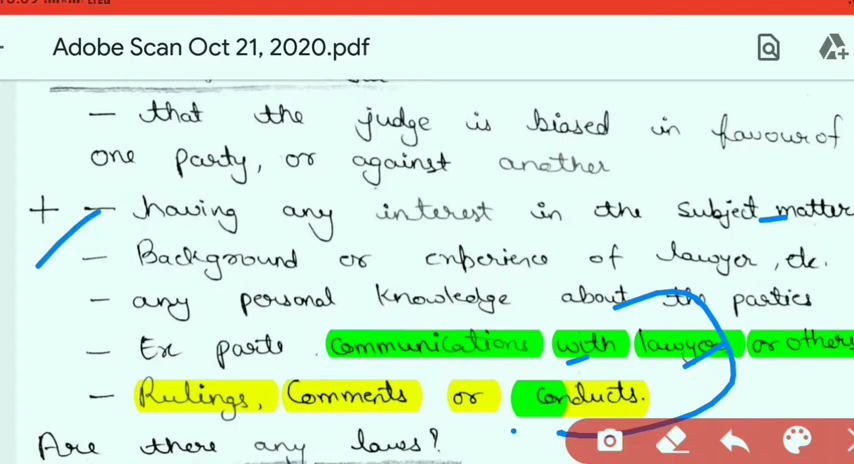 Adobe Scan Oct 21, 2020.pdf
– that the judge is biased in favour of
one party, or against another
+ – having any interest in the subject matter
– Background or enperience of lawyer, etc.
– any personal knowledge about the parties
– Ex parte communications with lawyer or others
– Rulings, Comments or conducts.
Are there any laws?